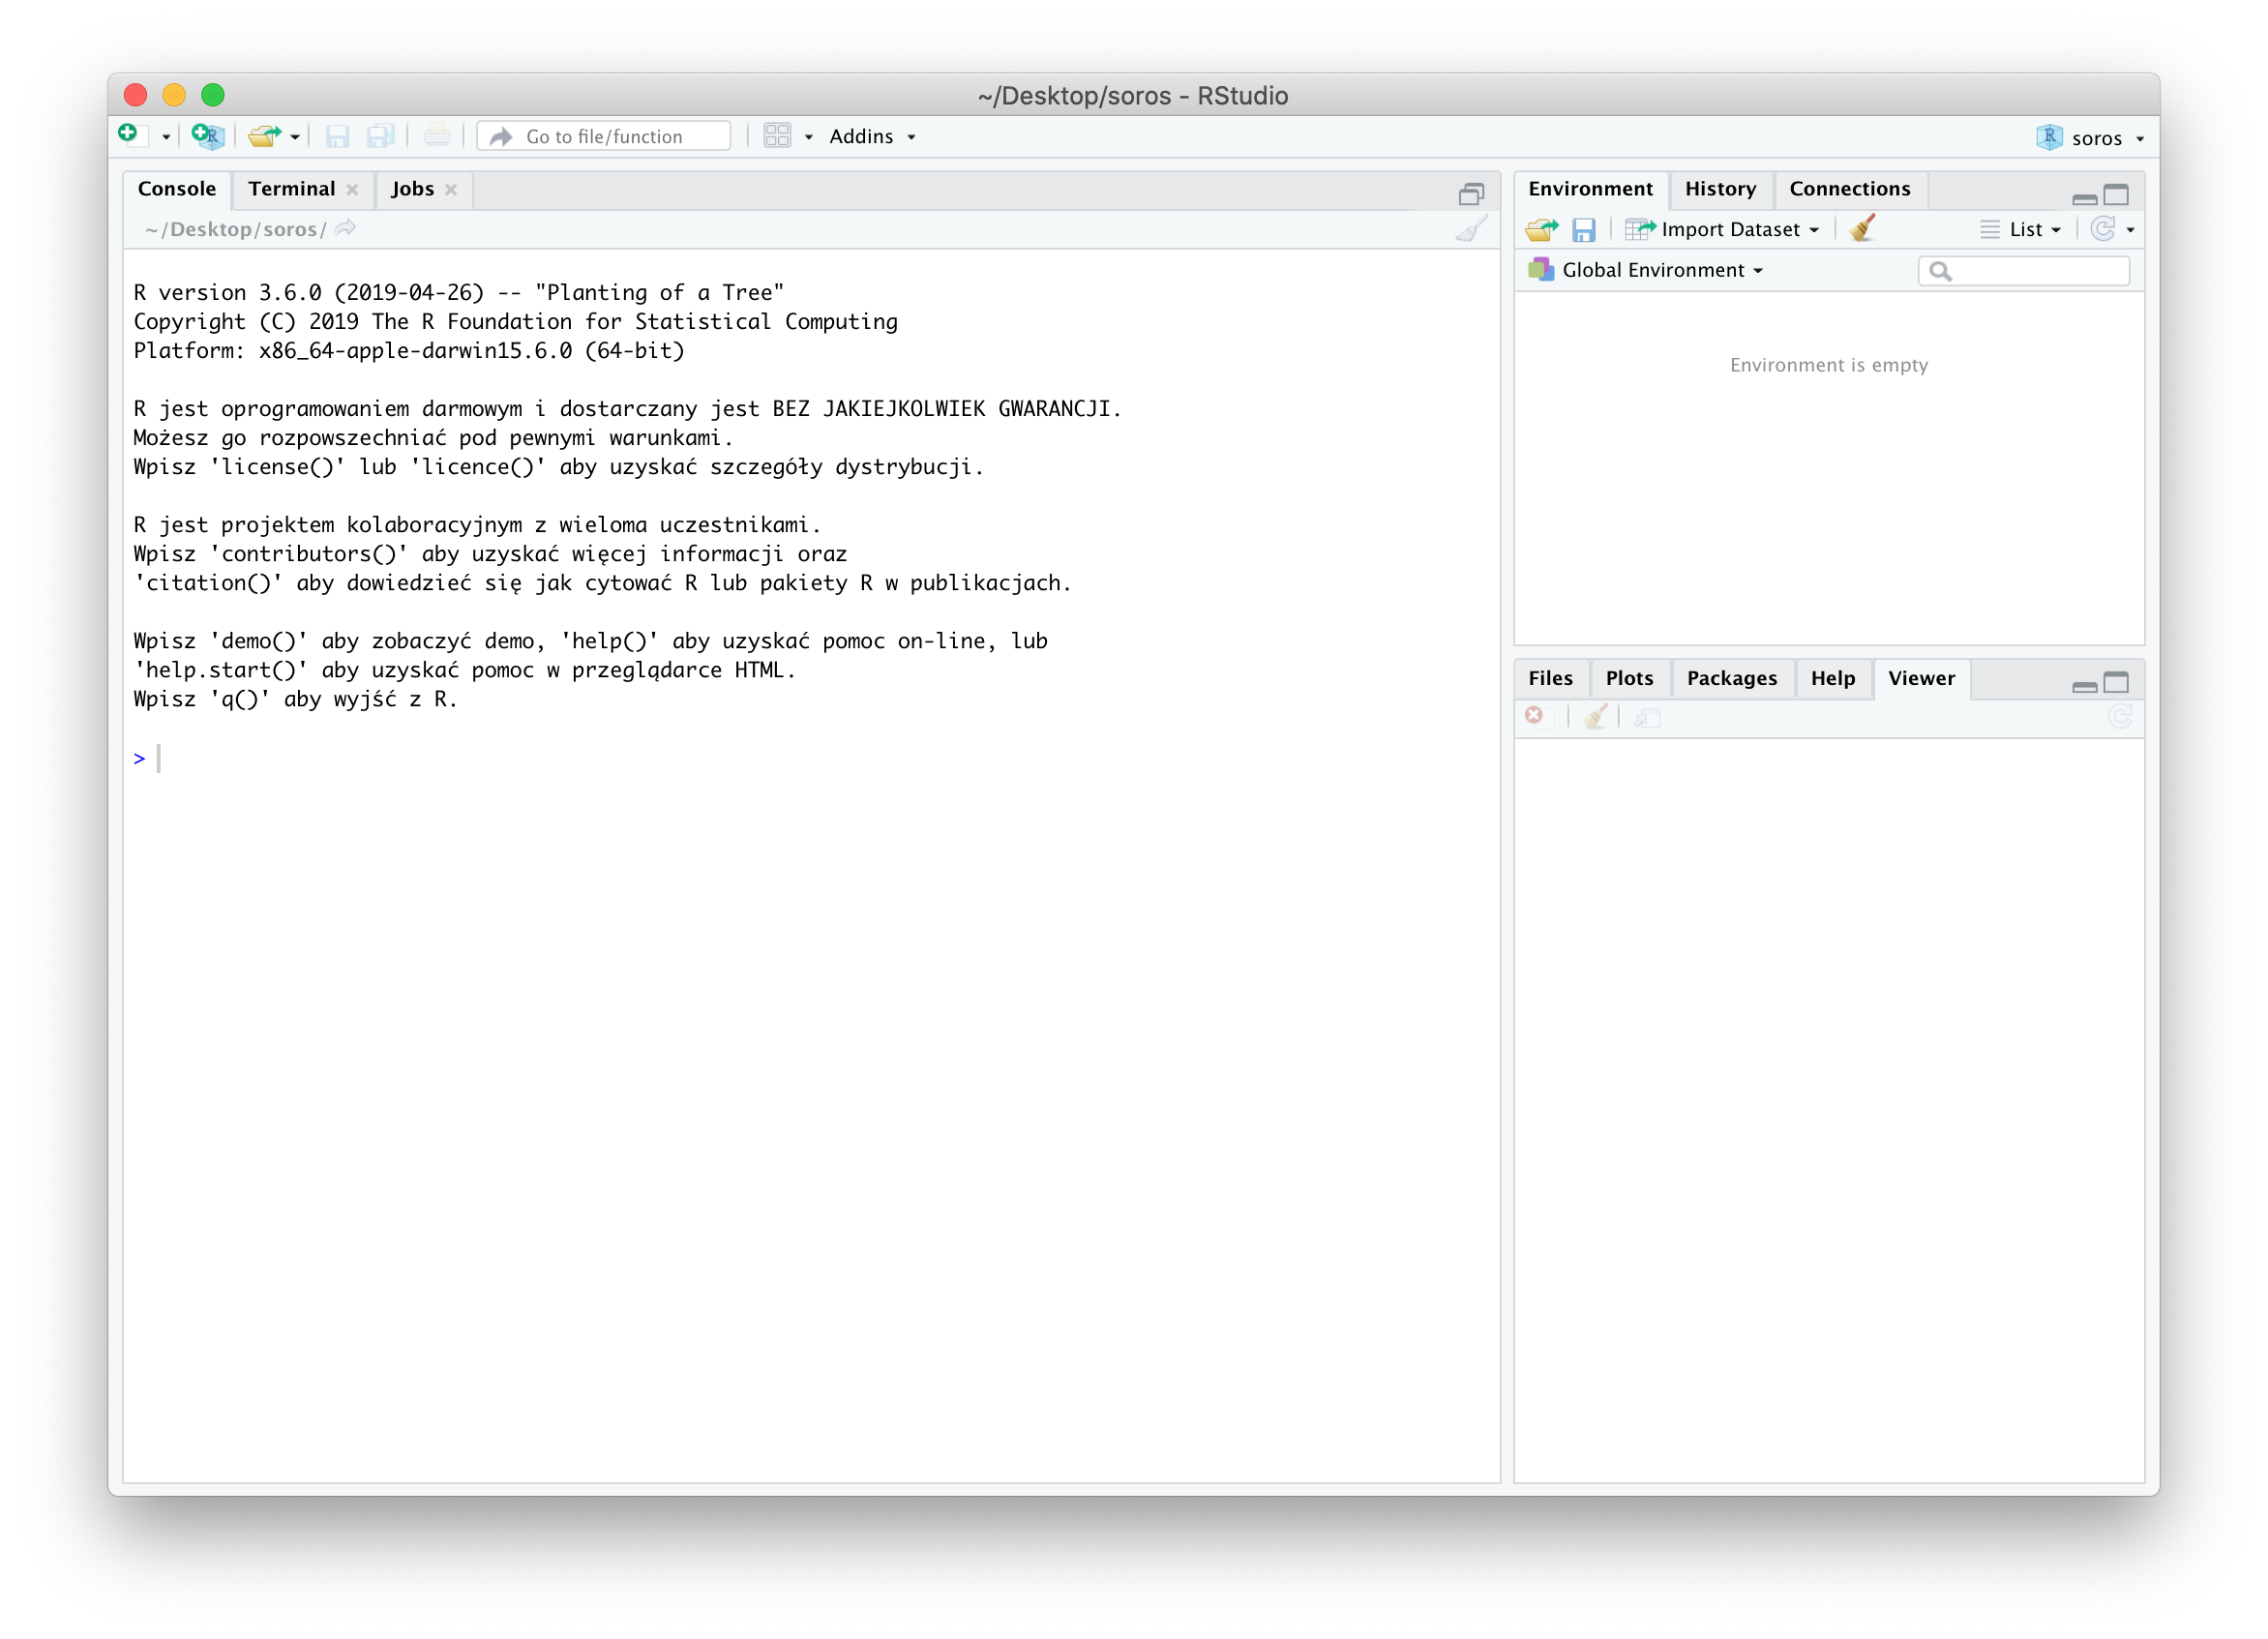 ~/Desktop/soros - RStudio
Go to file/function
Addins
soros
Console Terminal Jobs
~/Desktop/soros/
R version 3.6.0 (2019-04-26) -- "Planting of a Tree"
Copyright (C) 2019 The R Foundation for Statistical Computing
Platform: x86_64-apple-darwin15.6.0 (64-bit)
R jest oprogramowaniem darmowym i dostarczany jest BEZ JAKIEJKOLWIEK GWARANCJI.
Możesz go rozpowszechniać pod pewnymi warunkami.
Wpisz 'license()' lub 'licence()' aby uzyskać szczegóły dystrybucji.
R jest projektem kolaboracyjnym z wieloma uczestnikami.
Wpisz 'contributors()' aby uzyskać więcej informacji oraz
'citation()' aby dowiedzieć się jak cytować R lub pakiety R w publikacjach.
Wpisz 'demo()' aby zobaczyć demo, 'help()' aby uzyskać pomoc on-line, lub
'help.start()' aby uzyskać pomoc w przeglądarce HTML.
Wpisz 'q()' aby wyjść z R.
>
Environment History Connections
Import Dataset List
Global Environment
Environment is empty
Files Plots Packages Help Viewer